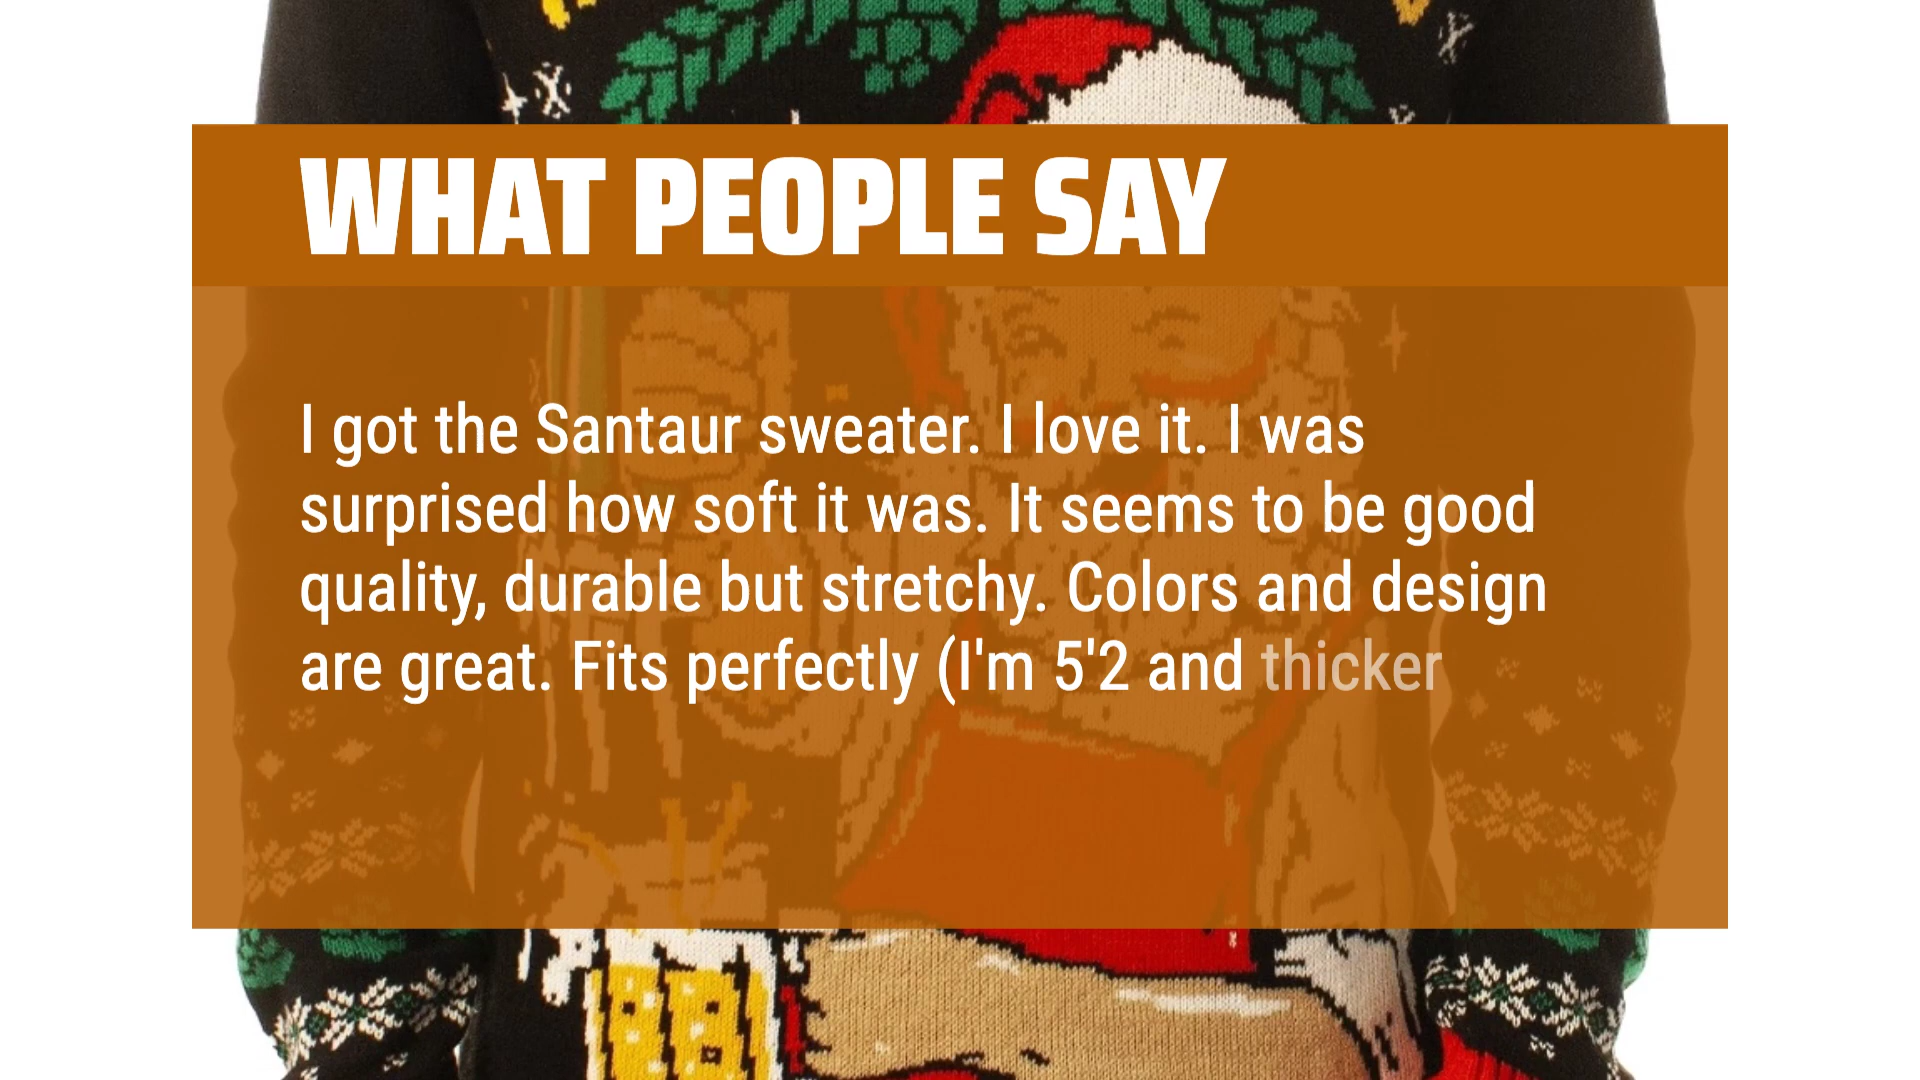 WHAT PEOPLE SAY
I got the Santaur sweater. I love it. I was
surprised how soft it was. It seems to be good
quality, durable but stretchy. Colors and design
are great. Fits perfectly (I'm 5'2 and thicker